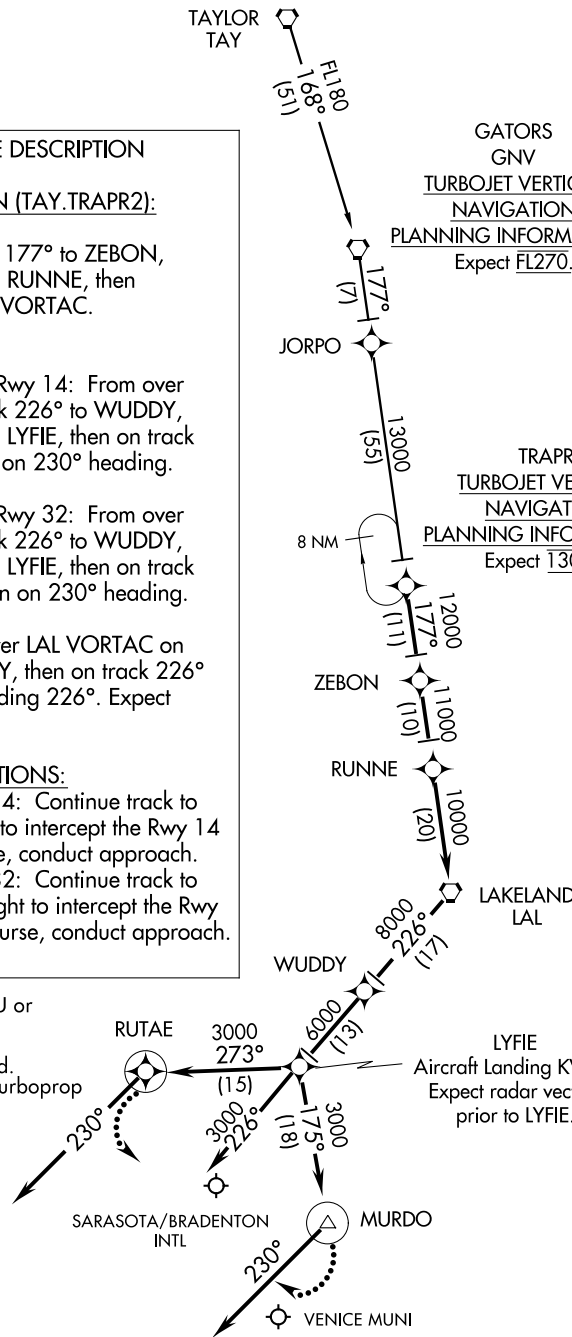 TAYLOR
TAY
FL180
168°
(51)
E DESCRIPTION
N (TAY.TRAPR2):
177° to ZEBON,
RUNNE, then
VORTAC.
Rwy 14: From over
k 226° to WUDDY,
LYFIE, then on track
on 230° heading.
Rwy 32: From over
k 226° to WUDDY,
LYFIE, then on track
n on 230° heading.
er LAL VORTAC on
Y, then on track 226°
ding 226°. Expect
TIONS:
4: Continue track to
to intercept the Rwy 14
e, conduct approach.
32: Continue track to
ght to intercept the Rwy
urse, conduct approach.
U or
d.
urboprop
GATORS
GNV
TURBOJET VERTIC
NAVIGATION
PLANNING INFORM
Expect FL270.
177°
(7)
JORPO
13000
(55)
TRAPR
TURBOJET VE
NAVIGAT
PLANNING INFO
Expect 130
8 NM
12000
177°
(11)
ZEBON
11000
(10)
RUNNE
10000
(20)
LAKELAND
LAL
8000
226°
(17)
WUDDY
6000
(13)
RUTAE
3000
273°
(15)
LYFIE
Aircraft Landing KV
Expect radar vec
prior to LYFIE.
230°
3000
226°
3000
175°
(18)
SARASOTA/BRADENTON
INTL
MURDO
230°
VENICE MUNI